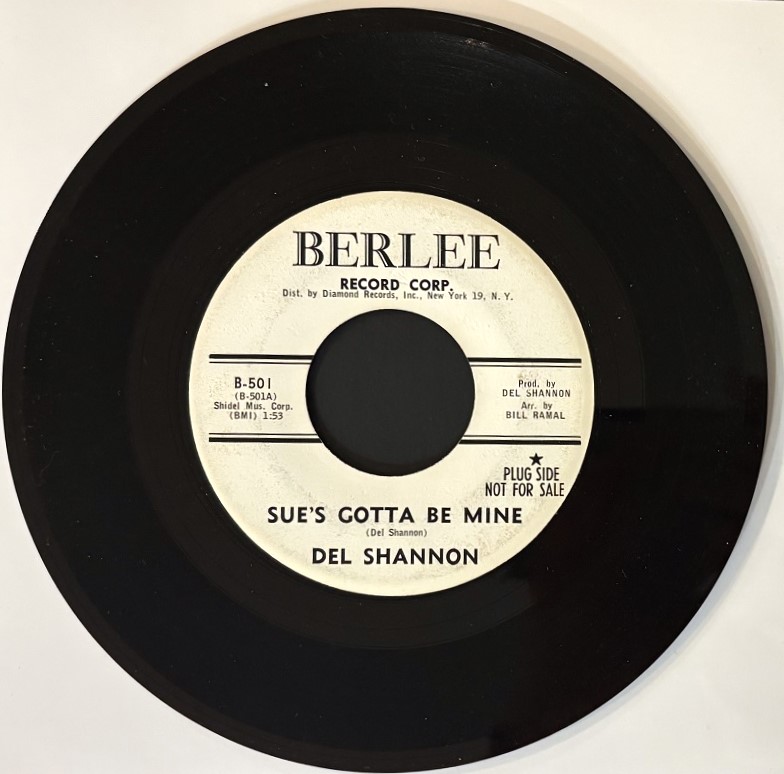 BERLEE
RECORD CORP.
Dist. by Diamond Records, Inc., New York 19, N. Y.
B-501
(B-501A)
Shidel Mus. Corp.
(BMI) 1:53
Prod. by
DEL SHANNON
Arr. by
BILL RAMAL
★
PLUG SIDE
NOT FOR SALE
SUE'S GOTTA BE MINE
(Del Shannon)
DEL SHANNON